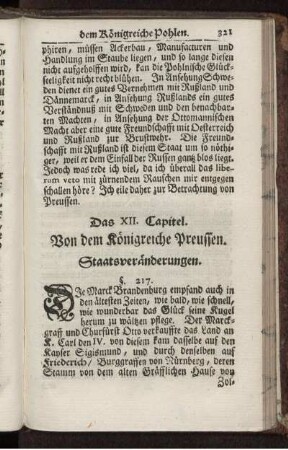 dem Königreiche Pohlen. 321
phiren, müssen Ackerbau, Manufacturen und
Handlung im Staube liegen, und so lange diesen
nicht aufgeholffen wird, kan die Pohlnische Glück-
seeligkeit nicht recht blühen. In Ansehung Schwe-
den dienet ein gutes Vernehmen mit Rußland und
Dännemarck, in Ansehung Rußlands ein gutes
Verständnuß mit Schweden und den benachbar-
ten Machten, in Ansehung der Ottomannischen
Macht aber eine gute Freundschafft mit Oesterreich
und Rußland zur Brustwehr. Die Freund-
schafft mit Rußland ist diesem Staat um so nöthi-
ger, weil er dem Einfall der Russen gantz blos liegt.
Jedoch was rede ich viel, da ich überall das libe-
rum veto mit zürnendem Rauschen mir entgegen
schallen höre? Ich eile daher zur Betrachtung von
Preussen.
Das XII. Capitel.
Von dem Königreiche Preussen.
Staatsveränderungen.
§. 217.
Die Marck Brandenburg empfand auch in
den ältesten Zeiten, wie bald, wie schnell,
wie wunderbar das Glück seine Kugel
herum zu wältzen pflege. Der Marck-
graff und Churfürst Otto verkauffte das Land an
K. Carl den IV. von diesem kam dasselbe auf den
Kayser Sigismund, und durch denselben auf
Friederich/ Burggraffen von Nürnberg, deren
Stamm von dem alten Gräfflichen Hause von
Zol-